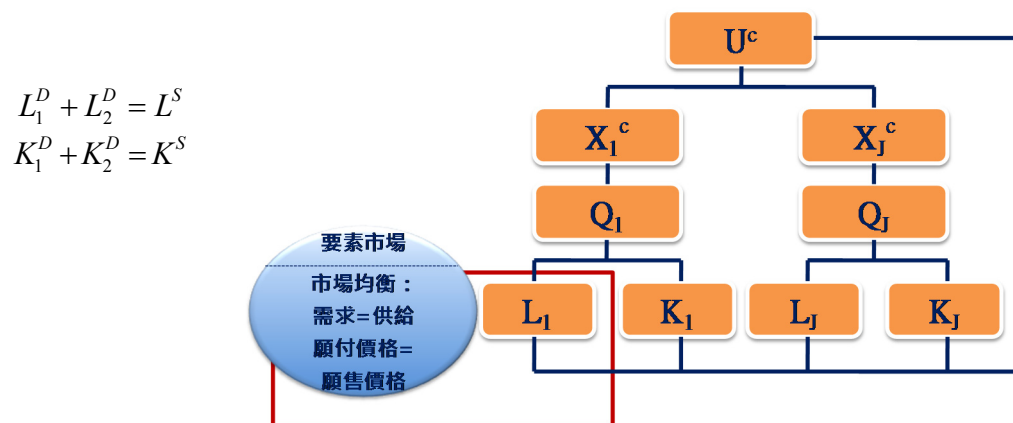 L_1^D + L_2^D = L^S
K_1^D + K_2^D = K^S
U^c
X_1^c X_J^c
Q_1 Q_J
L_1 K_1 L_J K_J
要素市場
市場均衡：
需求=供給
願付價格=
願售價格